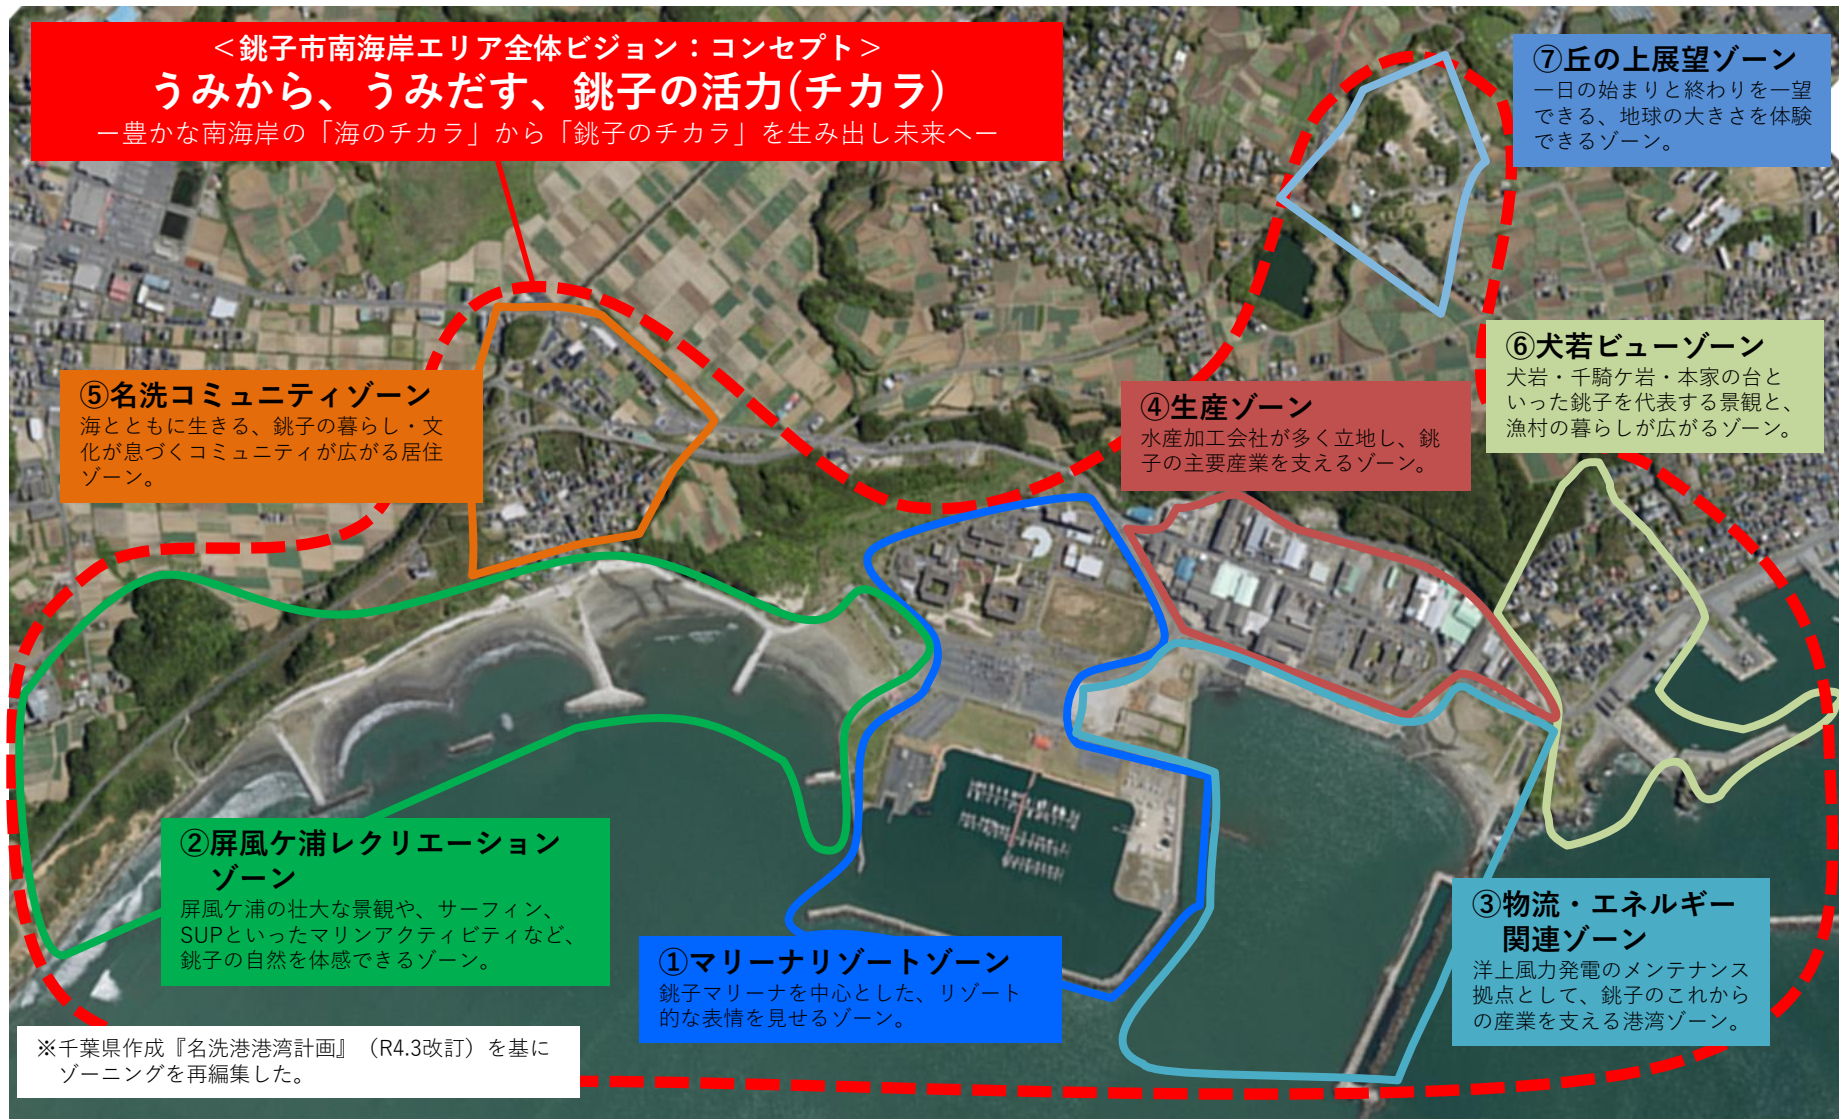 ＜銚子市南海岸エリア全体ビジョン：コンセプト＞
うみから、うみだす、銚子の活力(チカラ)
ー豊かな南海岸の「海のチカラ」から「銚子のチカラ」を生み出し未来へー
⑦丘の上展望ゾーン
一日の始まりと終わりを一望
できる、地球の大きさを体験
できるゾーン。
⑥犬若ビューゾーン
犬岩・千騎ケ岩・本家の台と
いった銚子を代表する景観と、
漁村の暮らしが広がるゾーン。
⑤名洗コミュニティゾーン
海とともに生きる、銚子の暮らし・文
化が息づくコミュニティが広がる居住
ゾーン。
④生産ゾーン
水産加工会社が多く立地し、銚
子の主要産業を支えるゾーン。
②屏風ケ浦レクリエーション
ゾーン
屏風ケ浦の壮大な景観や、サーフィン、
SUPといったマリンアクティビティなど、
銚子の自然を体感できるゾーン。
①マリーナリゾートゾーン
銚子マリーナを中心とした、リゾート
的な表情を見せるゾーン。
③物流・エネルギー
関連ゾーン
洋上風力発電のメンテナンス
拠点として、銚子のこれから
の産業を支える港湾ゾーン。
※千葉県作成『名洗港港湾計画』（R4.3改訂）を基に
ゾーニングを再編集した。